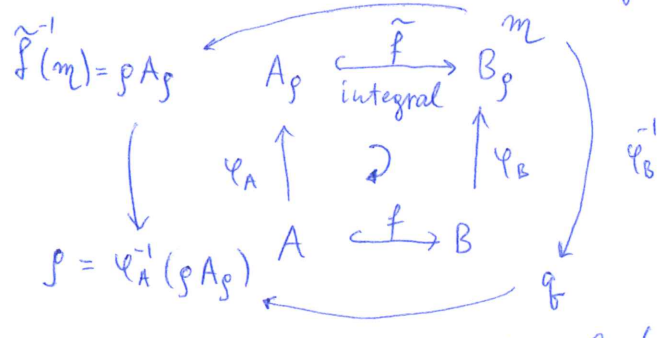 f̃⁻¹(m) = ρA_ρ A_ρ f̃ B_ρ m
integral
φ_A φ_B φ_B⁻¹
A f B
ρ = φ_A⁻¹(ρA_ρ) q